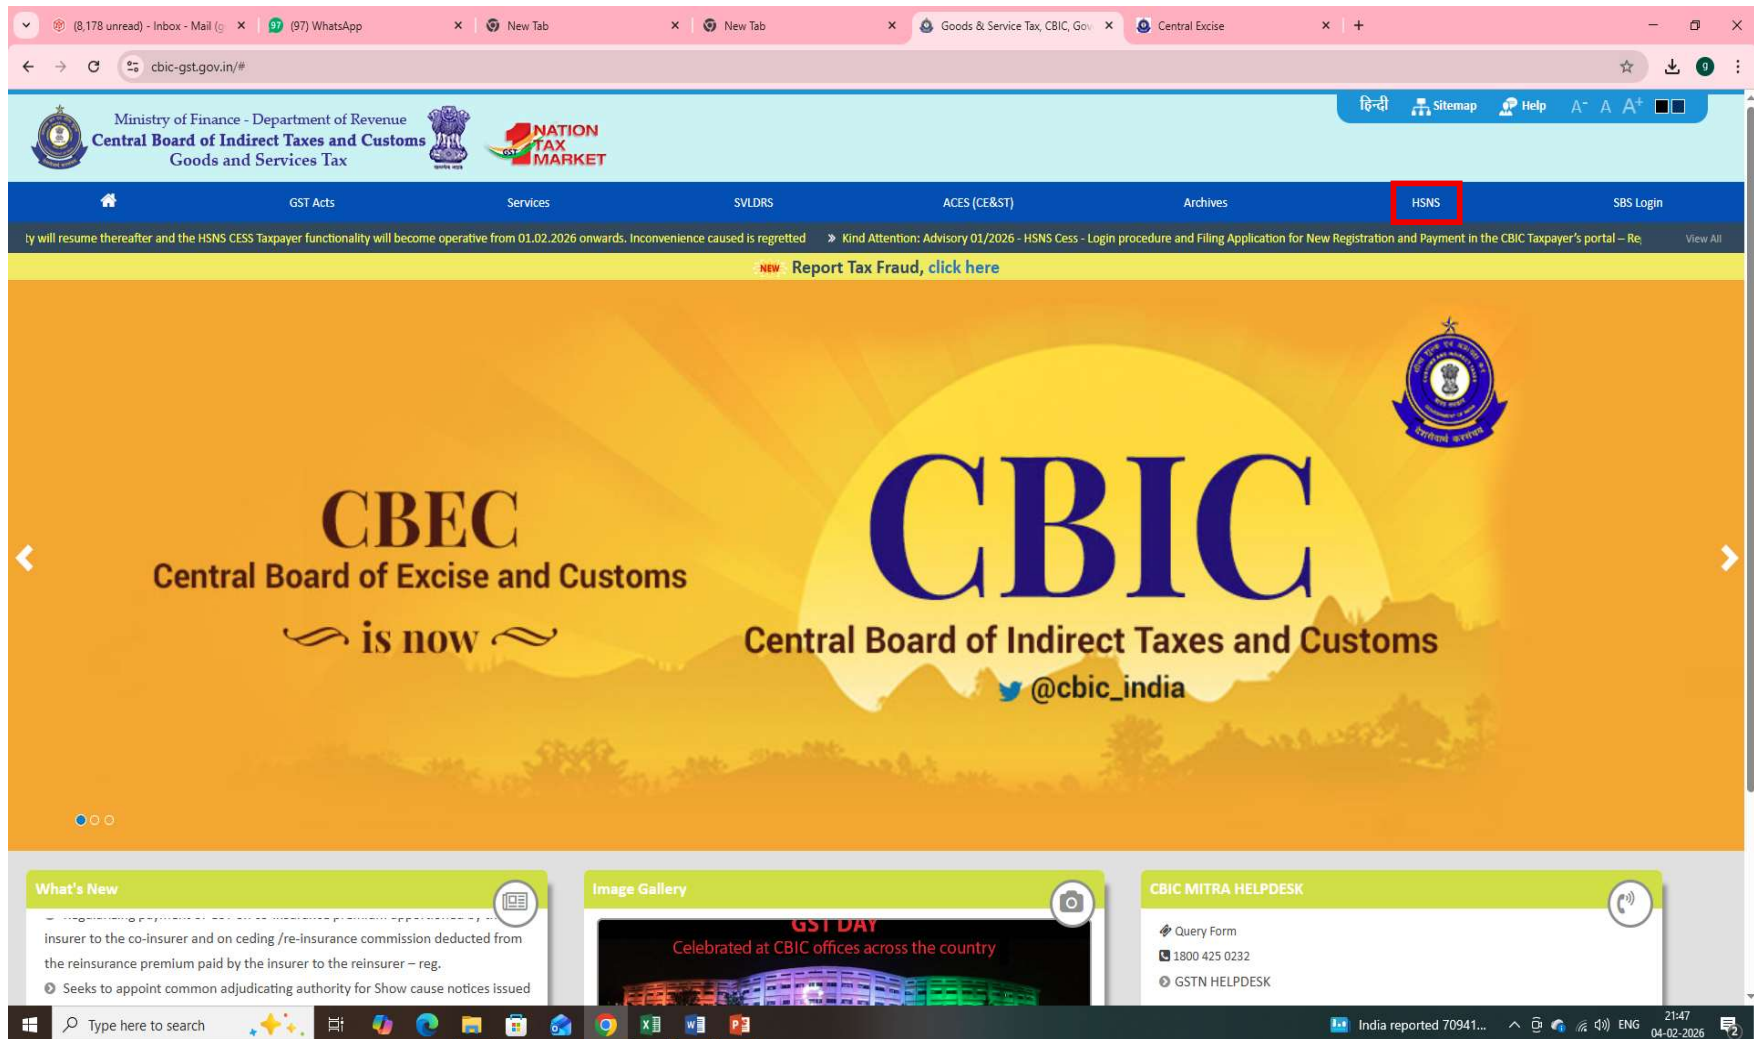 (8,178 unread) - Inbox - Mail (g
(97) WhatsApp
New Tab
New Tab
Goods & Service Tax, CBIC, Gov
Central Excise
cbic-gst.gov.in/#
g
Ministry of Finance - Department of Revenue
Central Board of Indirect Taxes and Customs
Goods and Services Tax
GST
NATION
TAX
MARKET
हिन्दी
Sitemap
Help
A- A A+
GST Acts
Services
SVLDRS
ACES (CE&ST)
Archives
HSNS
SBS Login
ty will resume thereafter and the HSNS CESS Taxpayer functionality will become operative from 01.02.2026 onwards. Inconvenience caused is regretted
Kind Attention: Advisory 01/2026 - HSNS Cess - Login procedure and Filing Application for New Registration and Payment in the CBIC Taxpayer's portal – Re
View All
NEW Report Tax Fraud, click here
CBEC
Central Board of Excise and Customs
is now
CBIC
Central Board of Indirect Taxes and Customs
@cbic_india
What's New
insurer to the co-insurer and on ceding /re-insurance commission deducted from
the reinsurance premium paid by the insurer to the reinsurer – reg.
Seeks to appoint common adjudicating authority for Show cause notices issued
Image Gallery
GST DAY
Celebrated at CBIC offices across the country
CBIC MITRA HELPDESK
Query Form
1800 425 0232
GSTN HELPDESK
Type here to search
India reported 70941...
ENG
21:47
04-02-2026
2